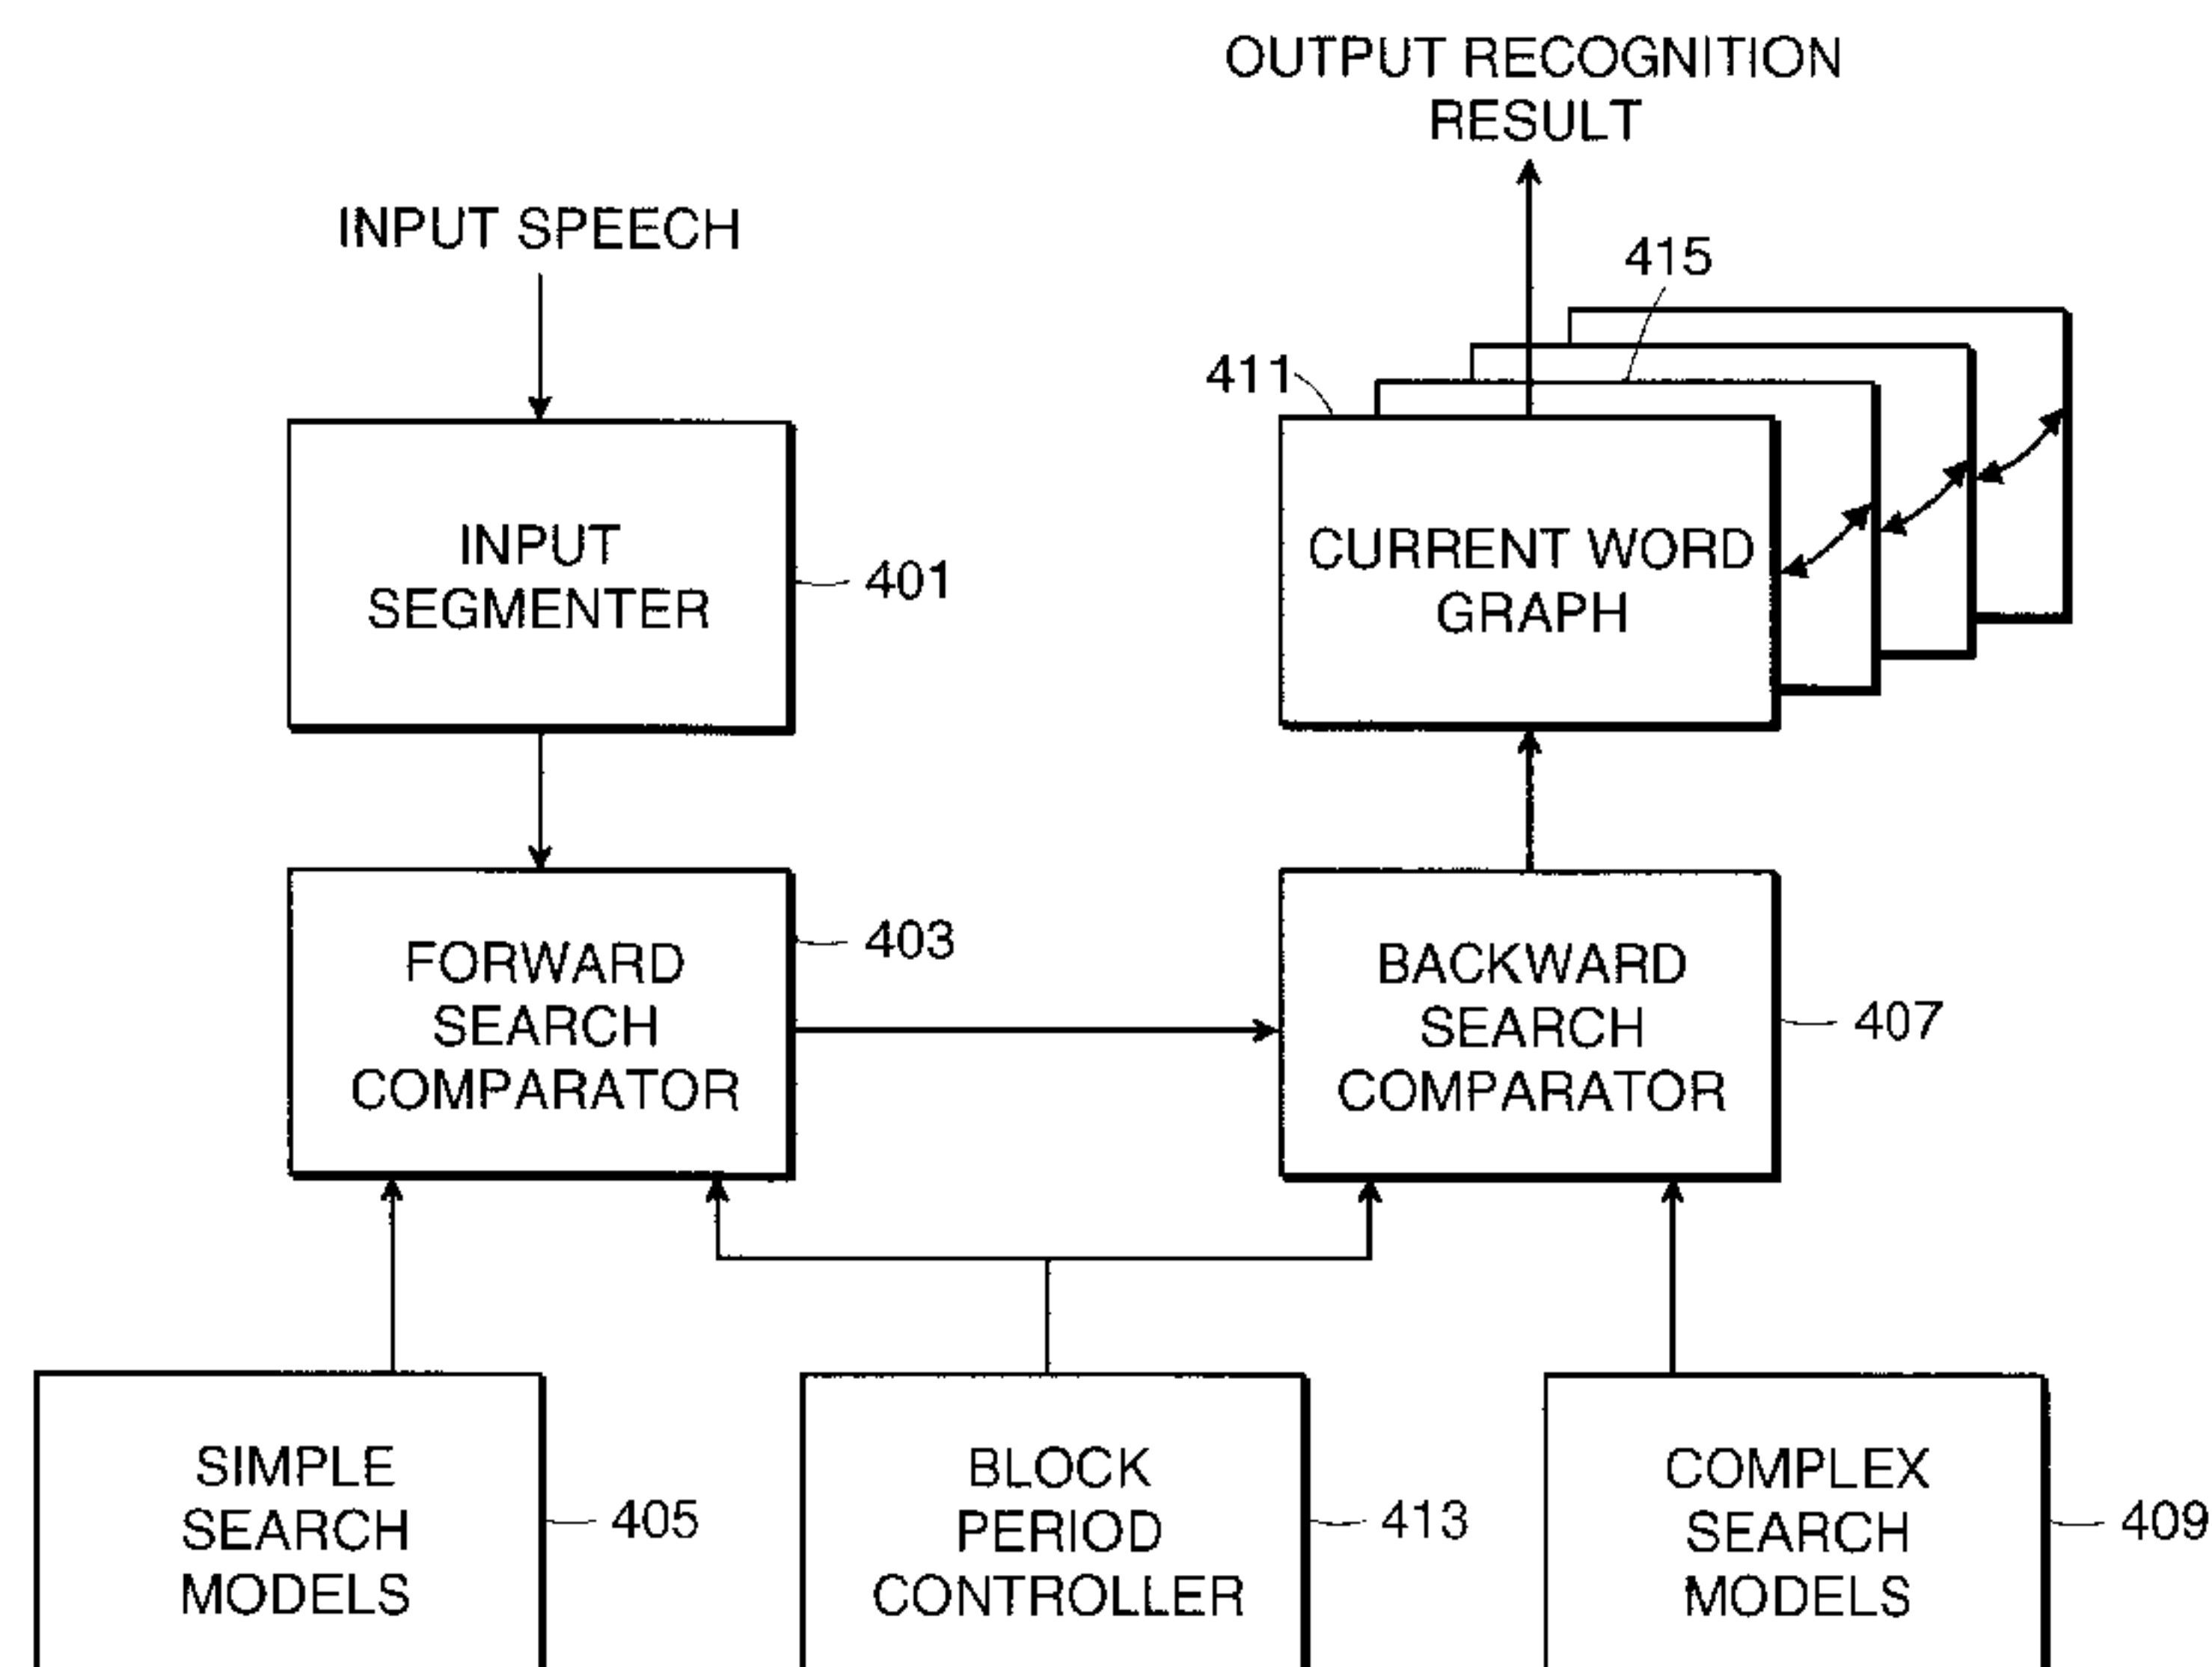 OUTPUT RECOGNITION
RESULT
INPUT SPEECH
415
411
INPUT
SEGMENTER
401
CURRENT WORD
GRAPH
FORWARD
SEARCH
COMPARATOR
403
BACKWARD
SEARCH
COMPARATOR
407
SIMPLE
SEARCH
MODELS
405
BLOCK
PERIOD
CONTROLLER
413
COMPLEX
SEARCH
MODELS
409